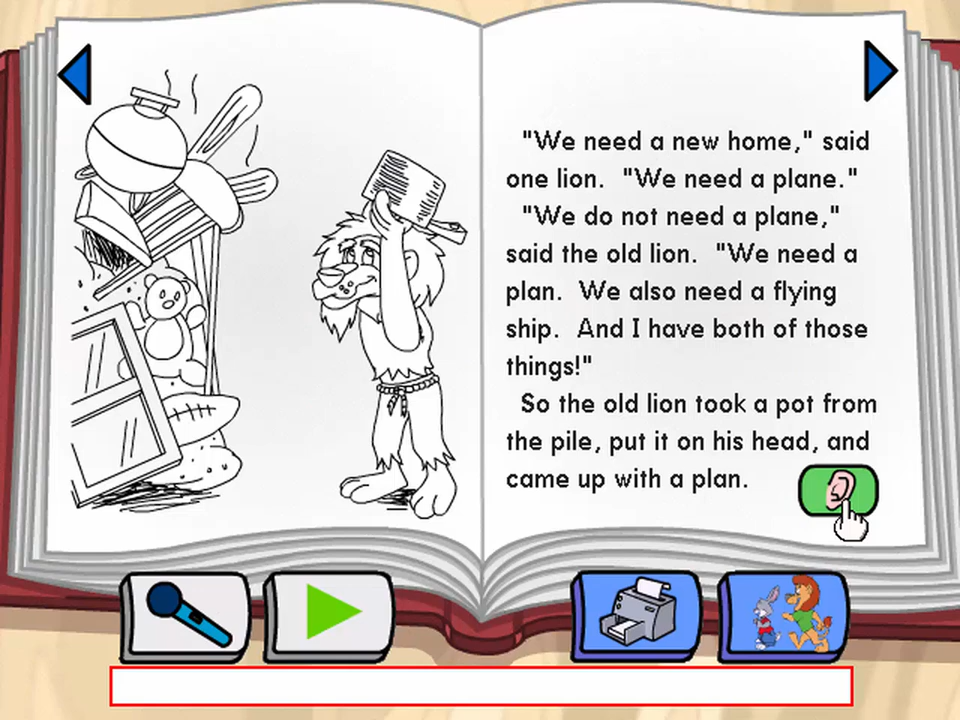 "We need a new home," said
one lion. "We need a plane."
"We do not need a plane,"
said the old lion. "We need a
plan. We also need a flying
ship. And I have both of those
things!"
So the old lion took a pot from
the pile, put it on his head, and
came up with a plan.